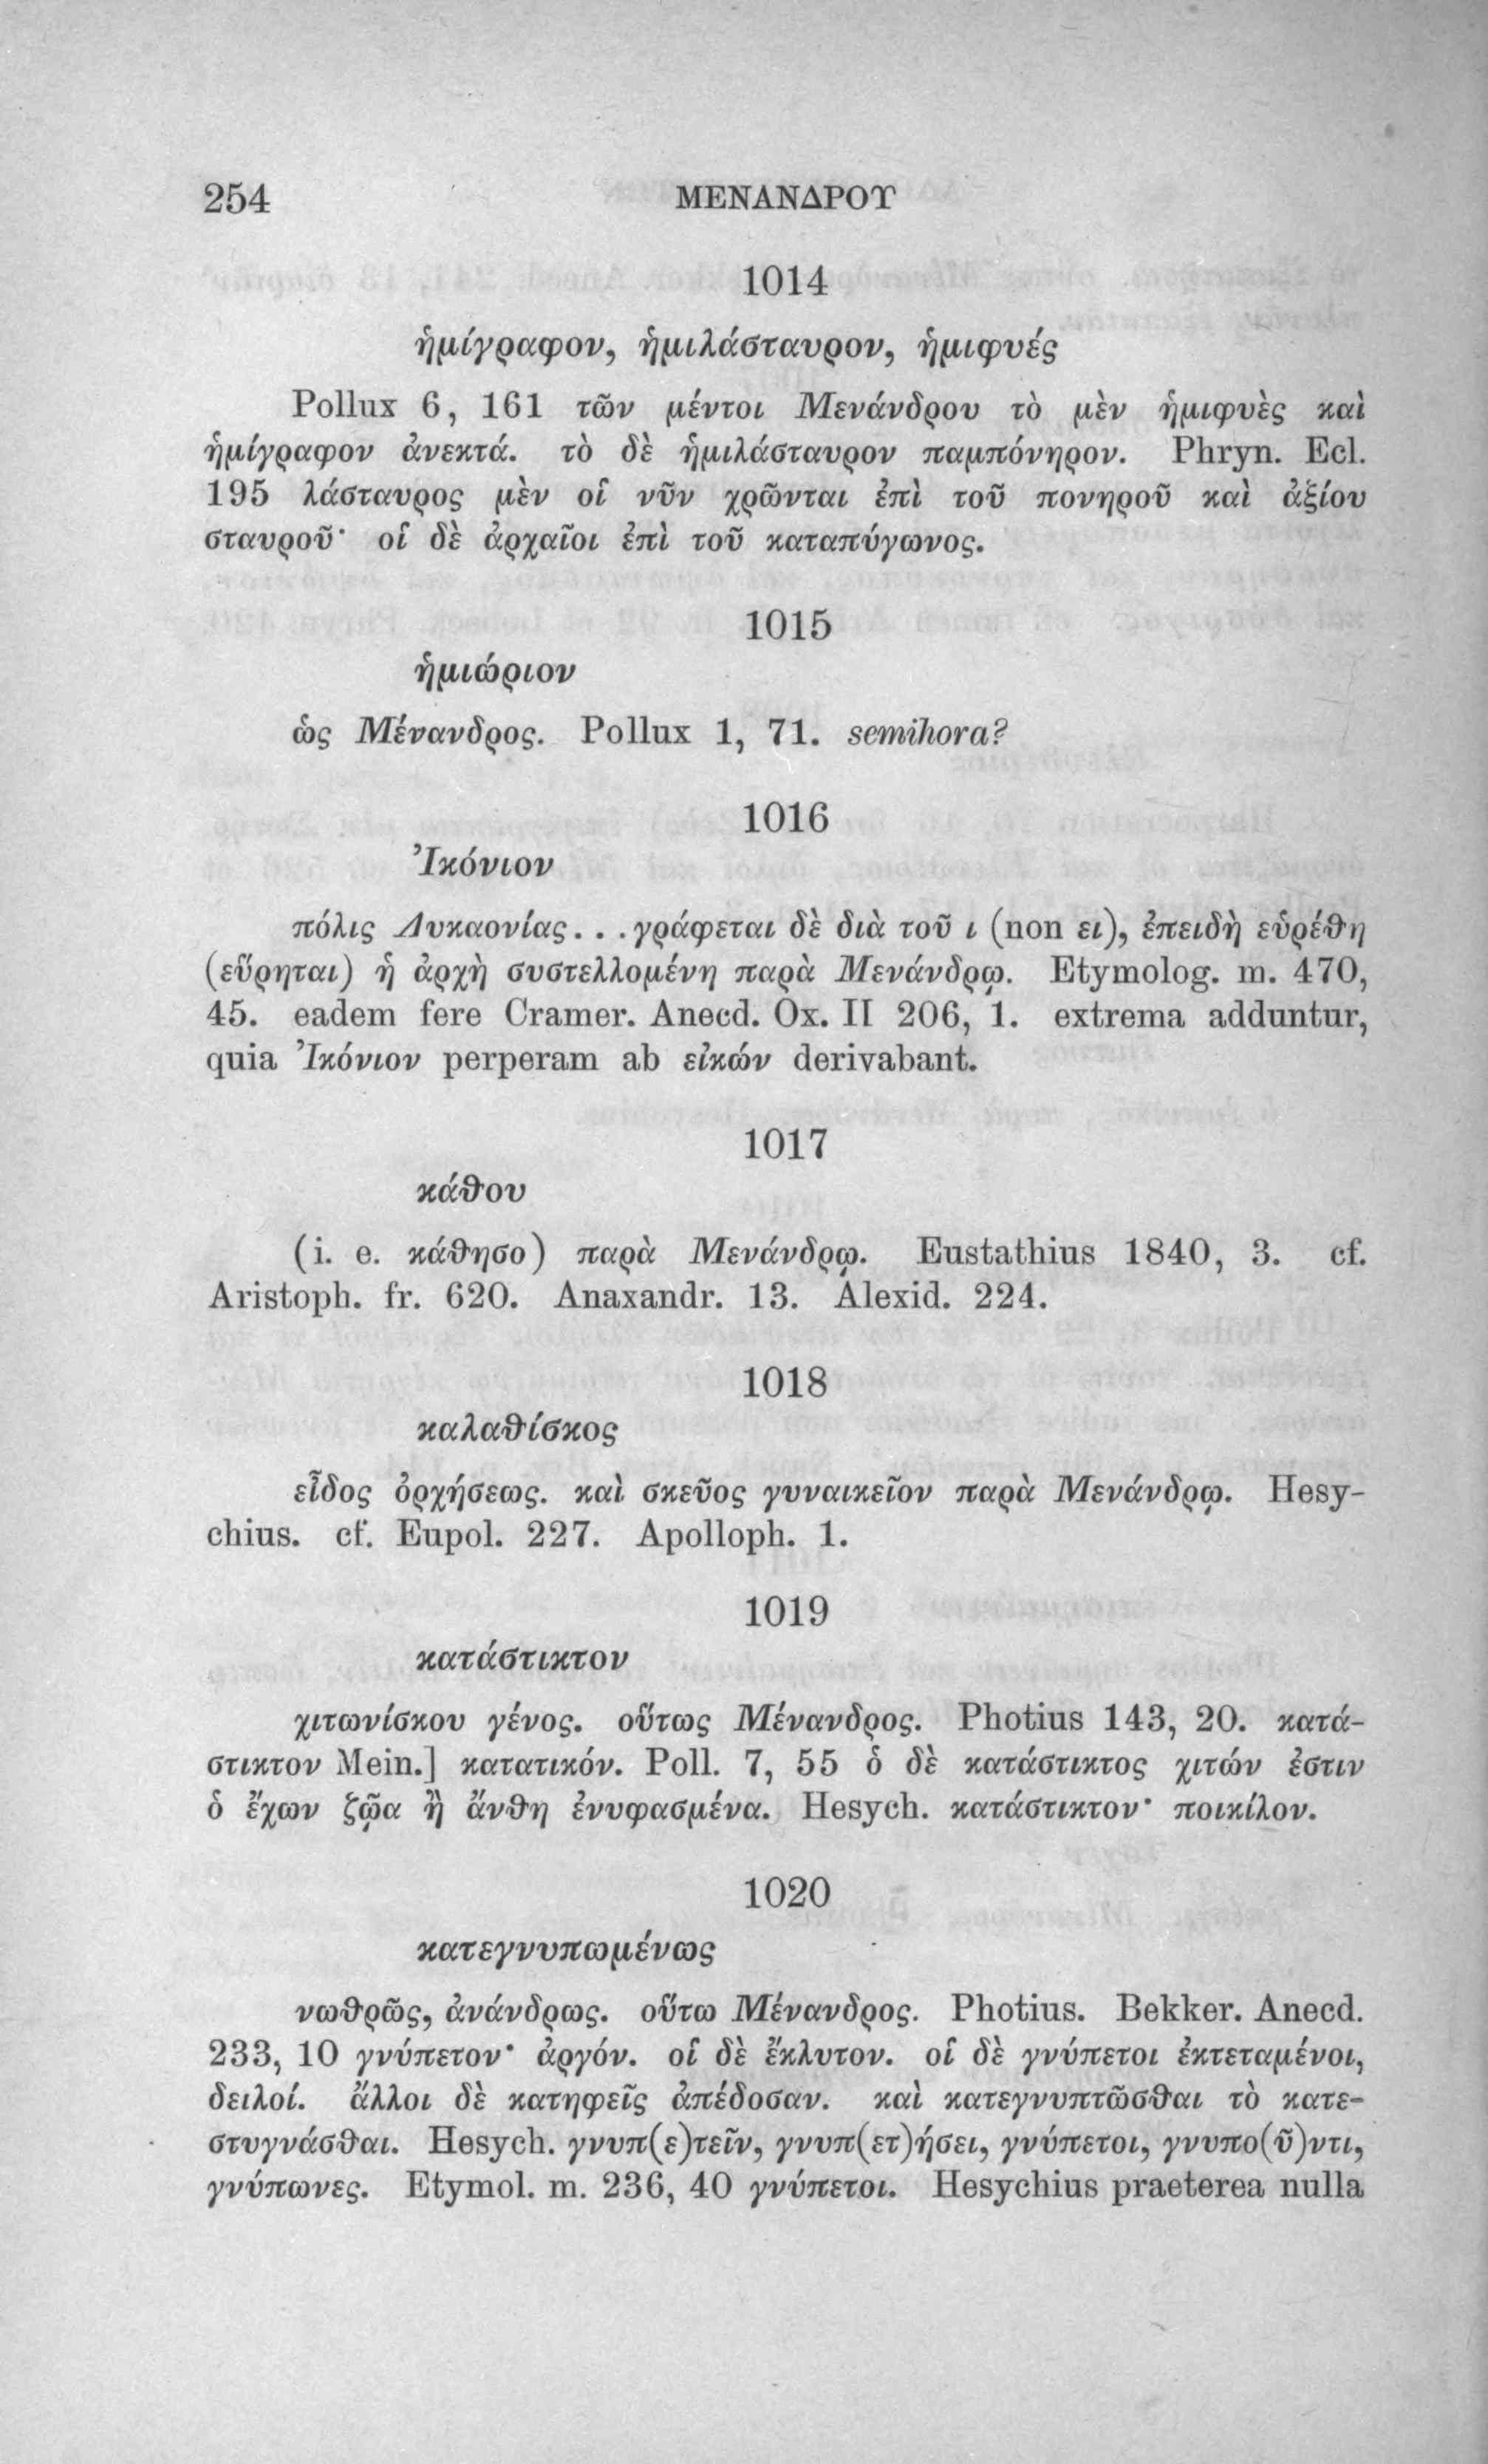 254 ΜΕΝΑΝΔΡΟΥ
1014
ἡμίγραφον, ἡμιλάσταυρον, ἡμιφυές
Pollux 6, 161 τῶν μέντοι Μενάνδρου τὸ μὲν ἡμιφυὲς καὶ
ἡμίγραφον ἀνεκτά. τὸ δὲ ἡμιλάσταυρον παμπόνηρον. Phryn. Ecl.
195 λάσταυρος μὲν οἱ νῦν χρῶνται ἐπὶ τοῦ πονηροῦ καὶ ἀξίου
σταυροῦ· οἱ δὲ ἀρχαῖοι ἐπὶ τοῦ καταπύγωνος.
1015
ἡμιώριον
ὡς Μένανδρος. Pollux 1, 71. semihora?
1016
Ἰκόνιον
πόλις Λυκαονίας... γράφεται δὲ διὰ τοῦ ι (non ει), ἐπειδὴ εὑρέθη
(εὕρηται) ἡ ἀρχὴ συστελλομένη παρὰ Μενάνδρῳ. Etymolog. m. 470,
45. eadem fere Cramer. Anecd. Ox. II 206, 1. extrema adduntur,
quia Ἰκόνιον perperam ab εἰκών derivabant.
1017
κάθου
(i. e. κάθησο) παρὰ Μενάνδρῳ. Eustathius 1840, 3. cf.
Aristoph. fr. 620. Anaxandr. 13. Alexid. 224.
1018
καλαθίσκος
εἶδος ὀρχήσεως. καὶ σκεῦος γυναικεῖον παρὰ Μενάνδρῳ. Hesy-
chius. cf. Eupol. 227. Apolloph. 1.
1019
κατάστικτον
χιτωνίσκου γένος. οὕτως Μένανδρος. Photius 143, 20. κατά-
στικτον Mein.] κατατικόν. Poll. 7, 55 ὁ δὲ κατάστικτος χιτών ἐστιν
ὁ ἔχων ζῷα ἢ ἄνθη ἐνυφασμένα. Hesych. κατάστικτον· ποικίλον.
1020
κατεγνυπωμένως
νωθρῶς, ἀνάνδρως. οὕτω Μένανδρος. Photius. Bekker. Anecd.
233, 10 γνύπετον· ἀργόν. οἱ δὲ ἔκλυτον. οἱ δὲ γνύπετοι ἐκτεταμένοι,
δειλοί. ἄλλοι δὲ κατηφεῖς ἀπέδοσαν. καὶ κατεγνυπτῶσθαι τὸ κατε-
στυγνάσθαι. Hesych. γνυπ(ε)τεῖν, γνυπ(ετ)ήσει, γνύπετοι, γνυπο(ῦ)ντι,
γνύπωνες. Etymol. m. 236, 40 γνύπετοι. Hesychius praeterea nulla